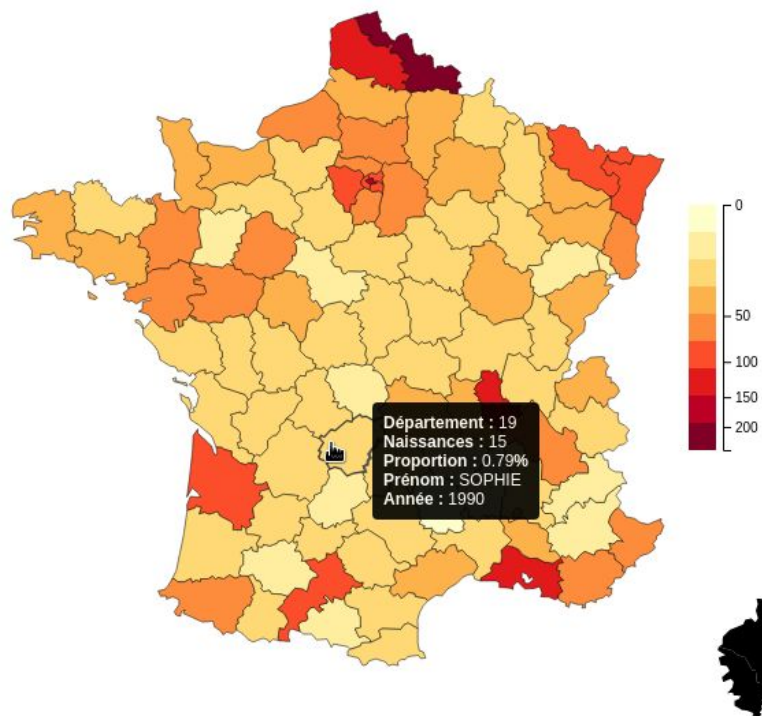 0
50
100
150
200
Département : 19
Naissances : 15
Proportion : 0.79%
Prénom : SOPHIE
Année : 1990